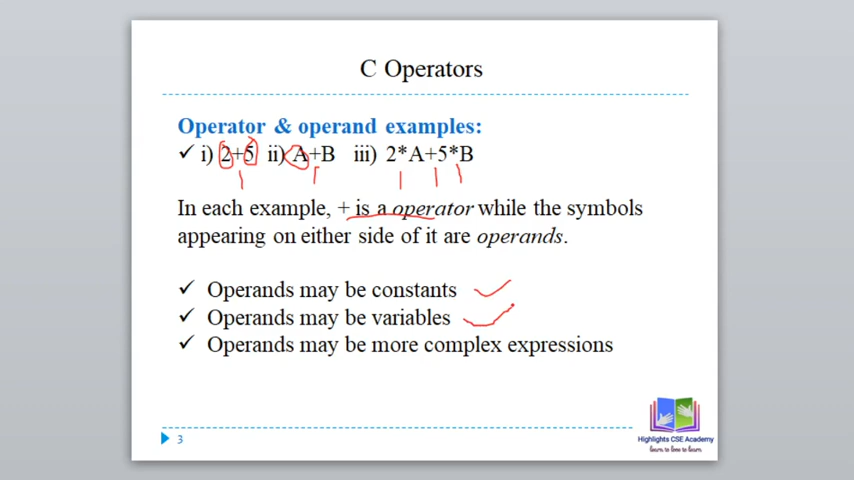 C Operators
Operator & operand examples:
✓ i) 2+5 ii) A+B iii) 2*A+5*B
In each example, + is a operator while the symbols
appearing on either side of it are operands.
✓ Operands may be constants
✓ Operands may be variables
✓ Operands may be more complex expressions
3
Highlights CSE Academy
learn to love to learn